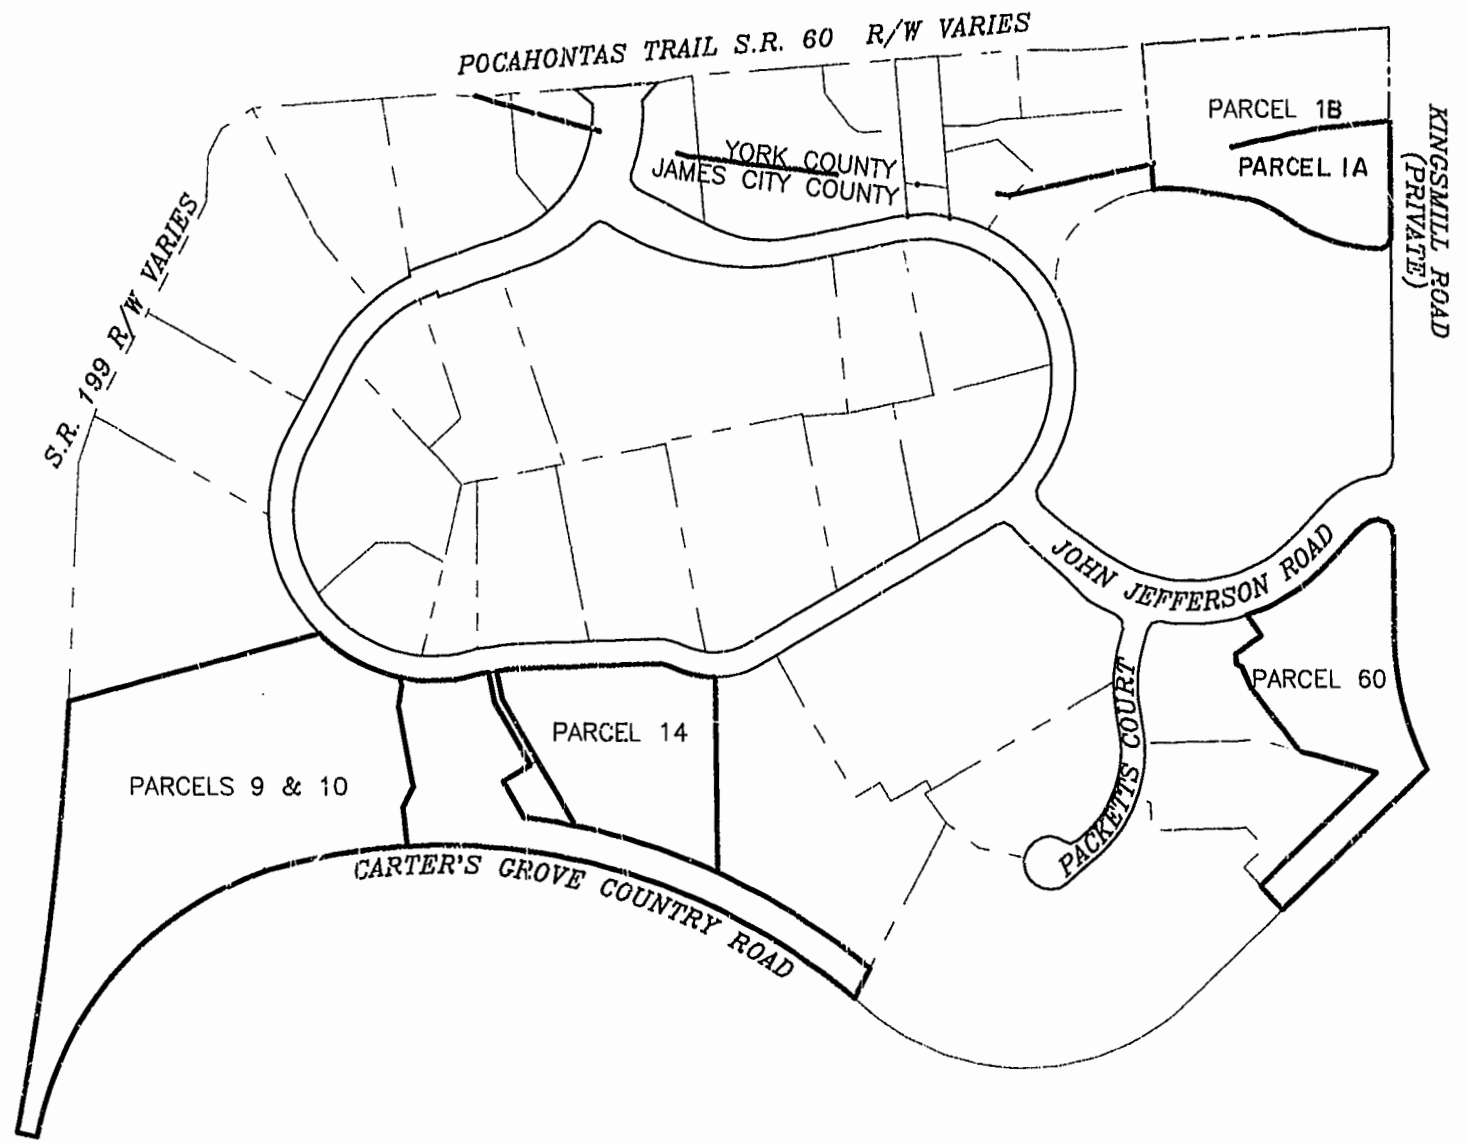 POCAHONTAS TRAIL S.R. 60 R/W VARIES
PARCEL 1B
PARCEL 1A
KINGSMILL ROAD
(PRIVATE)
YORK COUNTY
JAMES CITY COUNTY
S.R. 199 R/W VARIES
JOHN JEFFERSON ROAD
PARCEL 60
PACKETTS COURT
PARCEL 14
PARCELS 9 & 10
CARTER'S GROVE COUNTRY ROAD